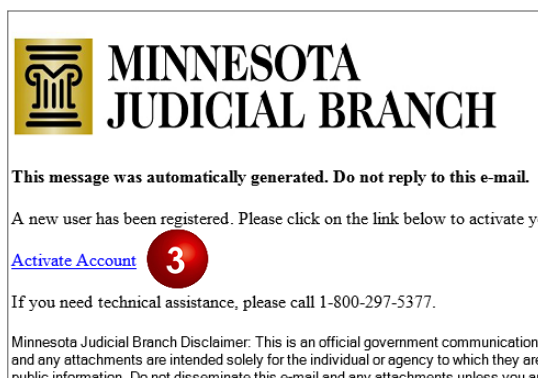 MINNESOTA
JUDICIAL BRANCH
This message was automatically generated. Do not reply to this e-mail.
A new user has been registered. Please click on the link below to activate
Activate Account
3
If you need technical assistance, please call 1-800-297-5377.
Minnesota Judicial Branch Disclaimer: This is an official government communication
and any attachments are intended solely for the individual or agency to which they are
public information. Do not disseminate this e-mail and any attachments unless you